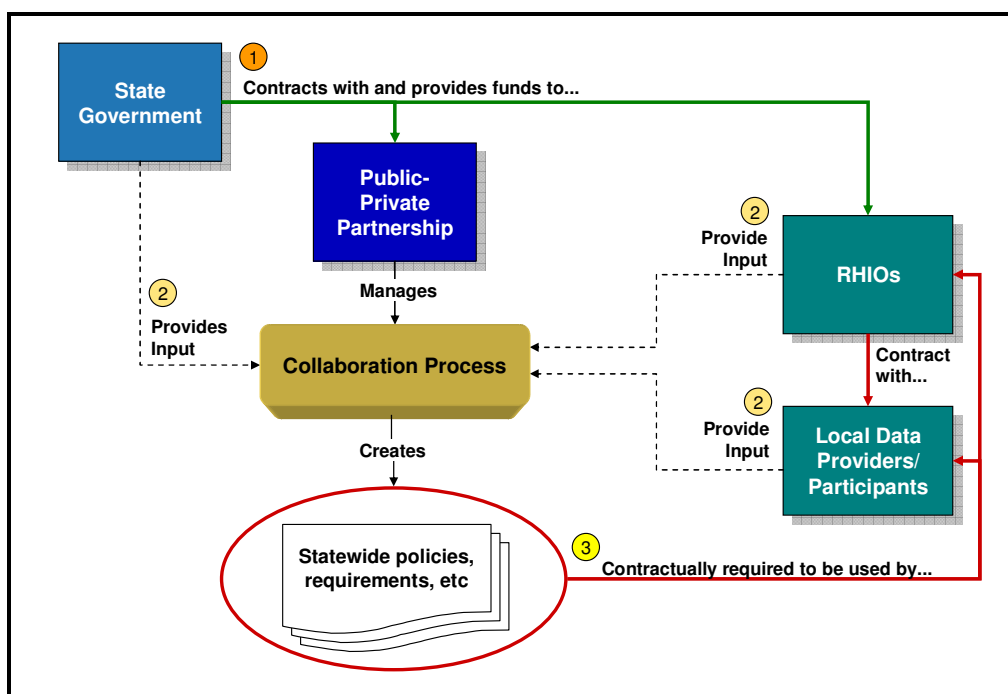 1
State
Government
Contracts with and provides funds to...
Public-
Private
Partnership
2
Provide
Input
RHIOs
Manages
2
Provides
Input
Collaboration Process
Contract
with...
2
Provide
Input
Local Data
Providers/
Participants
Creates
Statewide policies,
requirements, etc
3
Contractually required to be used by...